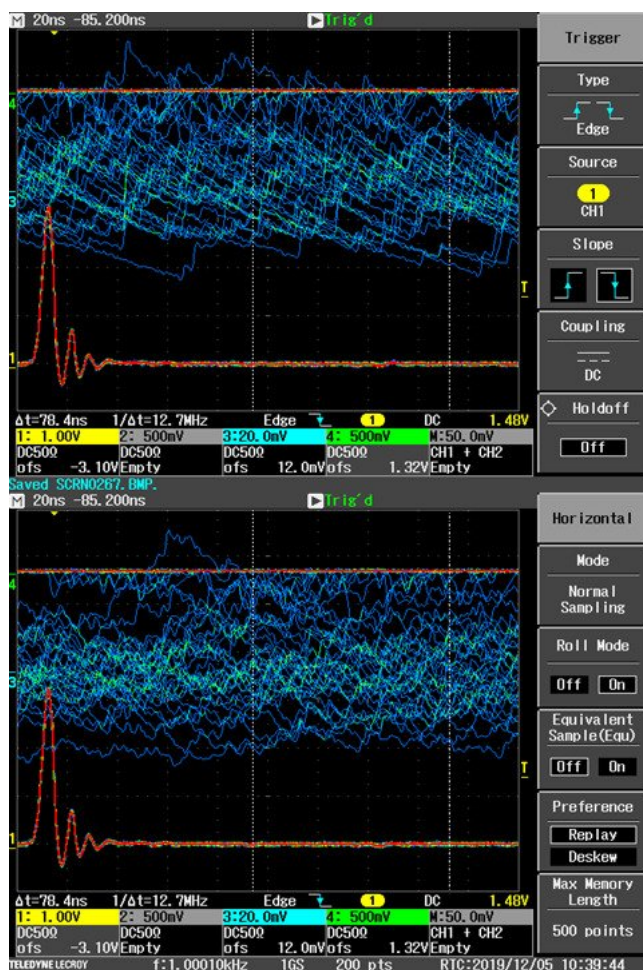 M 20ns -85.200ns Trig'd
Trigger
Type
Edge
Source
1
CH1
Slope
Coupling
DC
Holdoff
Off
4
3
1
T
Δt=78.4ns 1/Δt=12.7MHz Edge 1 DC 1.48V
1: 1.00V 2: 500mV 3:20.0mV 4: 500mV M:50.0mV
DC50Ω DC50Ω DC50Ω DC50Ω CH1 + CH2
ofs -3.10V Empty ofs 12.0mV ofs 1.32V Empty
Saved SCRN0267.BMP.
M 20ns -85.200ns Trig'd
Horizontal
Mode
Normal
Sampling
Roll Mode
Off On
Equivalent
Sample(Equ)
Off On
Preference
Replay
Deskew
Max Memory
Length
500 points
4
3
1
T
Δt=78.4ns 1/Δt=12.7MHz Edge 1 DC 1.48V
1: 1.00V 2: 500mV 3:20.0mV 4: 500mV M:50.0mV
DC50Ω DC50Ω DC50Ω DC50Ω CH1 + CH2
ofs -3.10V Empty ofs 12.0mV ofs 1.32V Empty
TELEDYNE LECROY f:1.00010kHz 1GS 200 pts RTC:2019/12/05 10:39:44